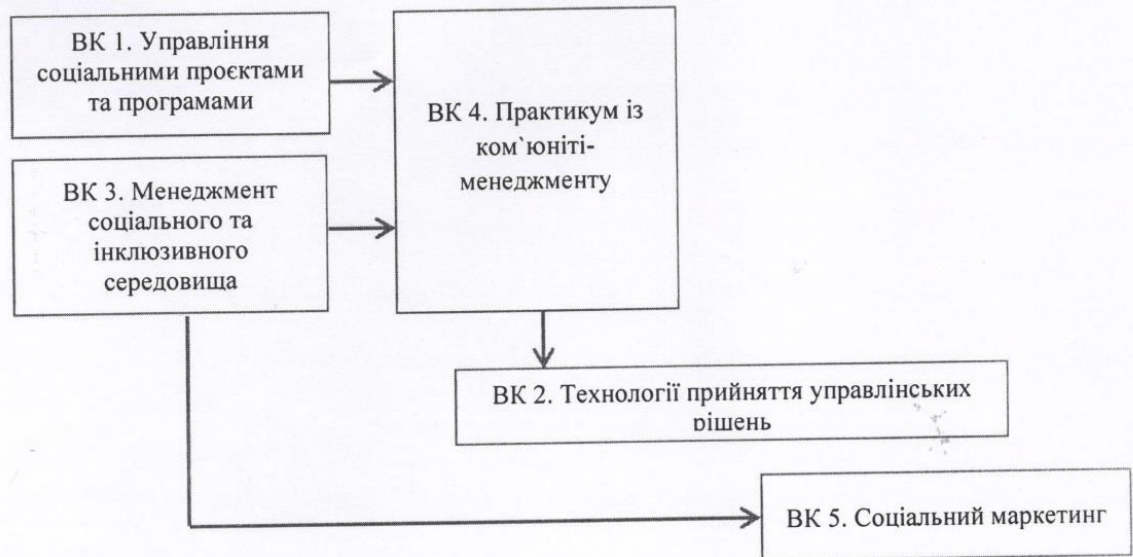 ВК 1. Управління
соціальними проєктами
та програмами
ВК 3. Менеджмент
соціального та
інклюзивного
середовища
ВК 4. Практикум із
ком`юніті-
менеджменту
ВК 2. Технології прийняття управлінських
рішень
ВК 5. Соціальний маркетинг